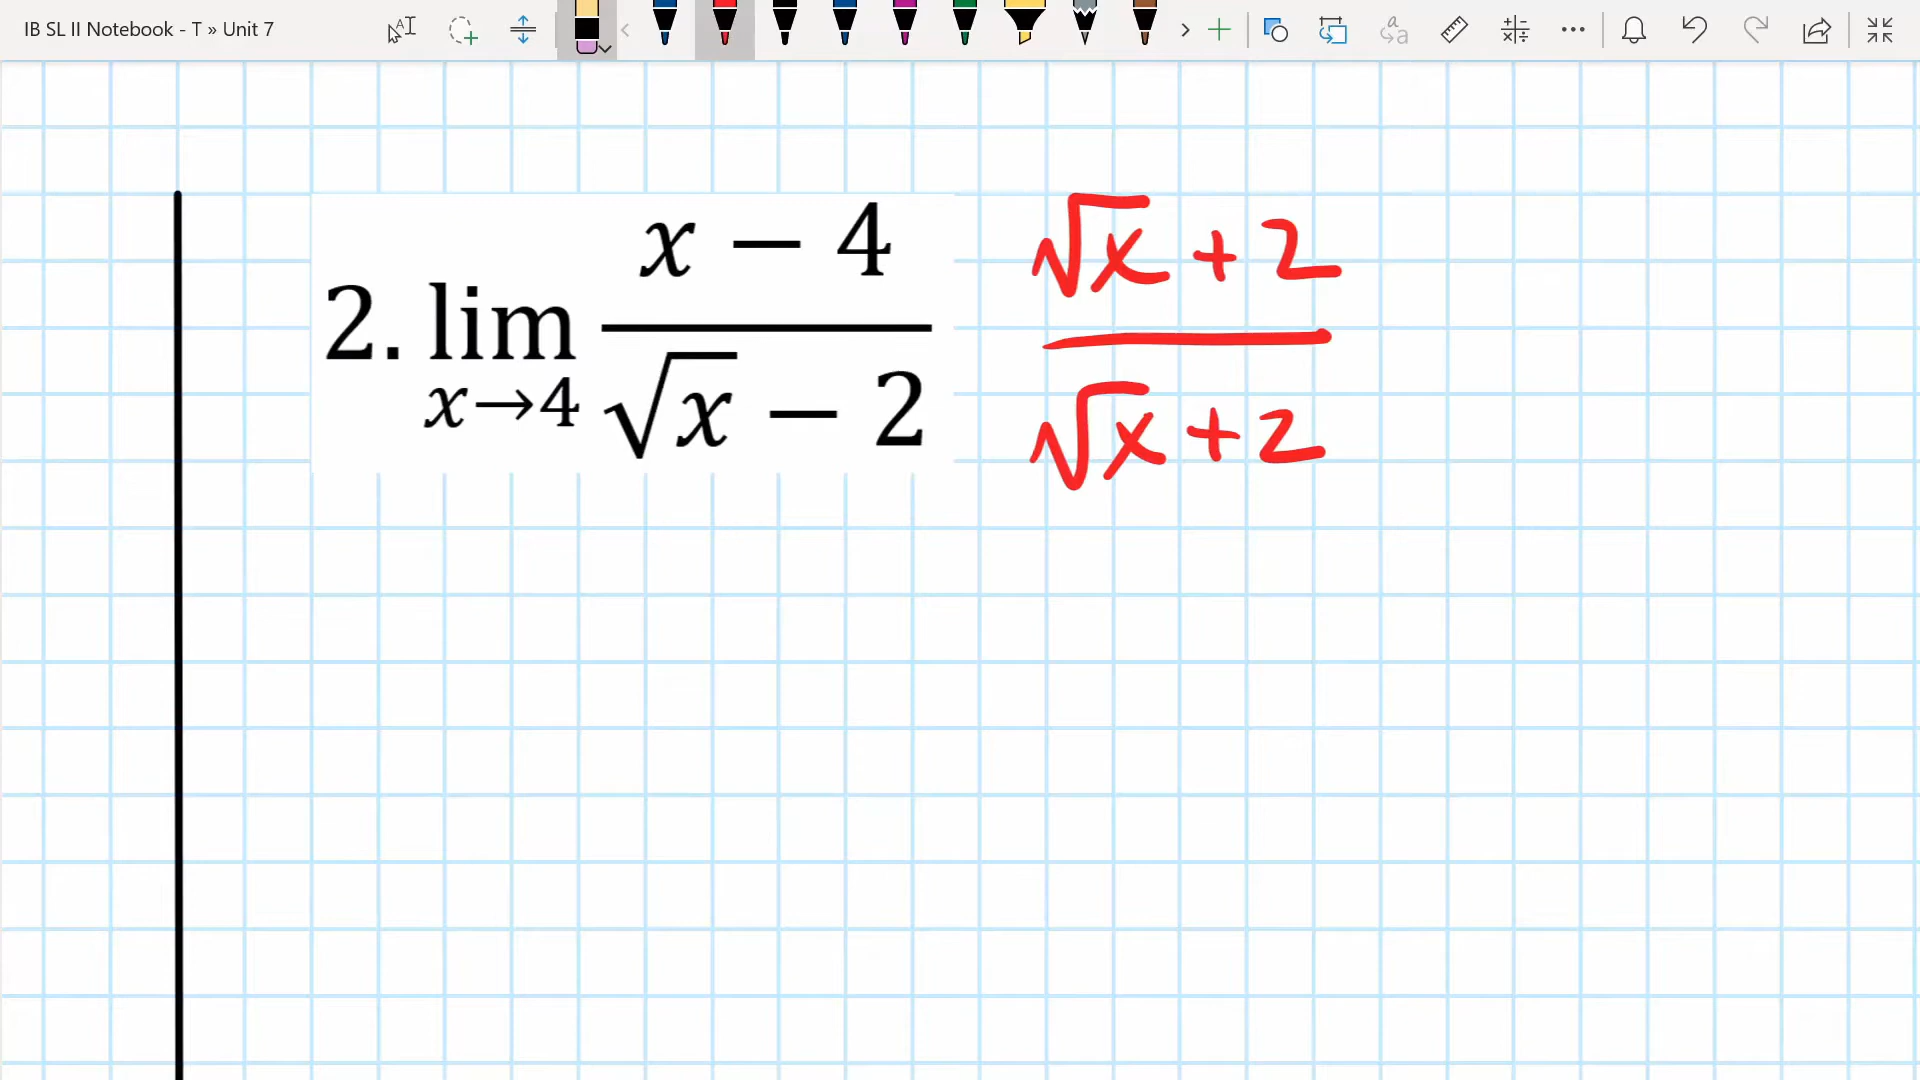 IB SL II Notebook - T » Unit 7
2. lim x→4 (x − 4)/(√x − 2) (√x + 2)/(√x + 2)